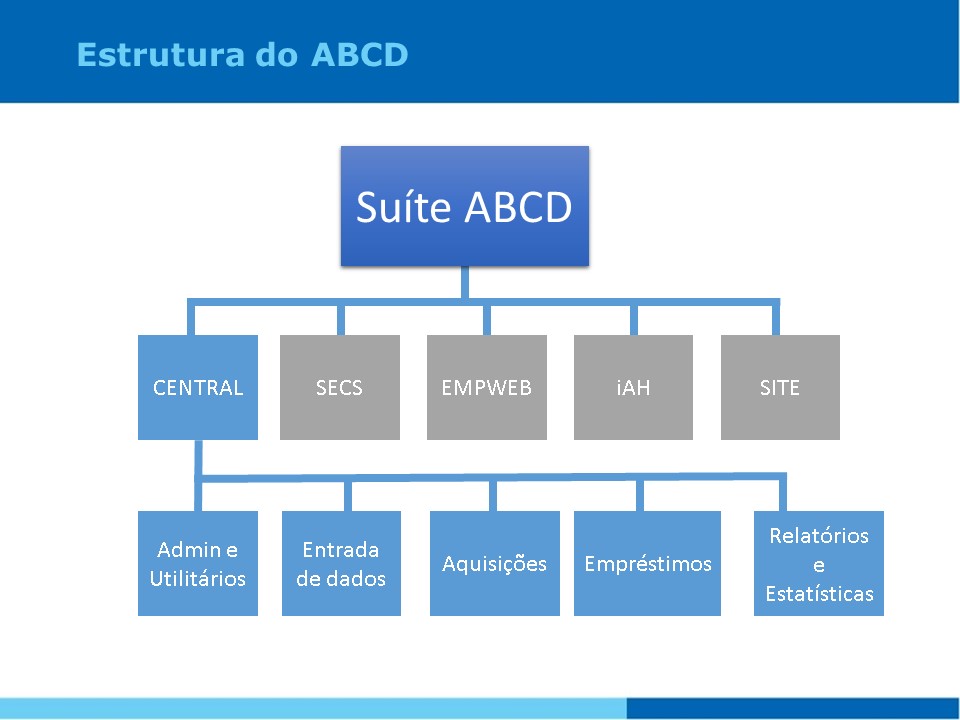 Estrutura do ABCD
Suíte ABCD
CENTRAL
SECS
EMPWEB
iAH
SITE
Admin e
Utilitários
Entrada
de dados
Aquisições
Empréstimos
Relatórios
e
Estatísticas